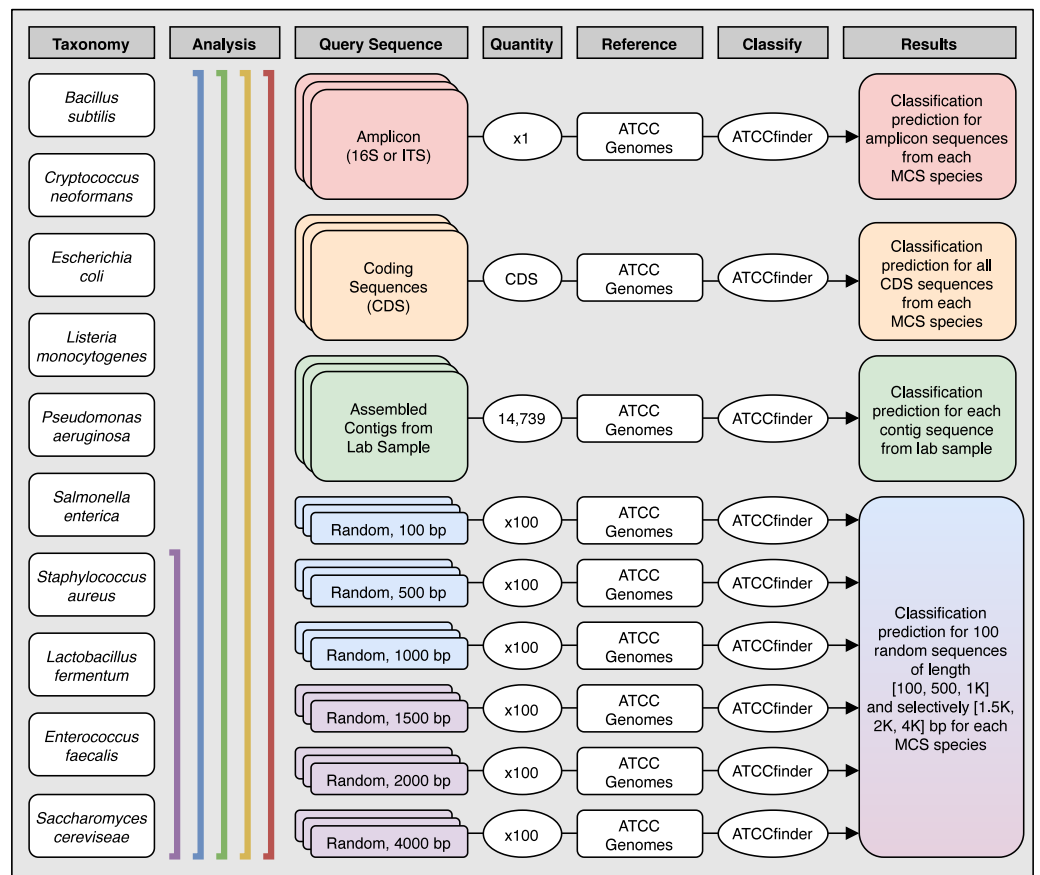 Taxonomy
Analysis
Query Sequence
Quantity
Reference
Classify
Results
Bacillus
subtilis
Cryptococcus
neoformans
Escherichia
coli
Listeria
monocytogenes
Pseudomonas
aeruginosa
Salmonella
enterica
Staphylococcus
aureus
Lactobacillus
fermentum
Enterococcus
faecalis
Saccharomyces
cereviseae
Amplicon
(16S or ITS)
x1
ATCC
Genomes
ATCCfinder
Classification
prediction for
amplicon sequences
from each
MCS species
Coding
Sequences
(CDS)
CDS
ATCC
Genomes
ATCCfinder
Classification
prediction for all
CDS sequences
from each
MCS species
Assembled
Contigs from
Lab Sample
14,739
ATCC
Genomes
ATCCfinder
Classification
prediction for each
contig sequence
from lab sample
Random, 100 bp
x100
ATCC
Genomes
ATCCfinder
Random, 500 bp
x100
ATCC
Genomes
ATCCfinder
Random, 1000 bp
x100
ATCC
Genomes
ATCCfinder
Random, 1500 bp
x100
ATCC
Genomes
ATCCfinder
Random, 2000 bp
x100
ATCC
Genomes
ATCCfinder
Random, 4000 bp
x100
ATCC
Genomes
ATCCfinder
Classification
prediction for 100
random sequences
of length
[100, 500, 1K]
and selectively [1.5K,
2K, 4K] bp for each
MCS species